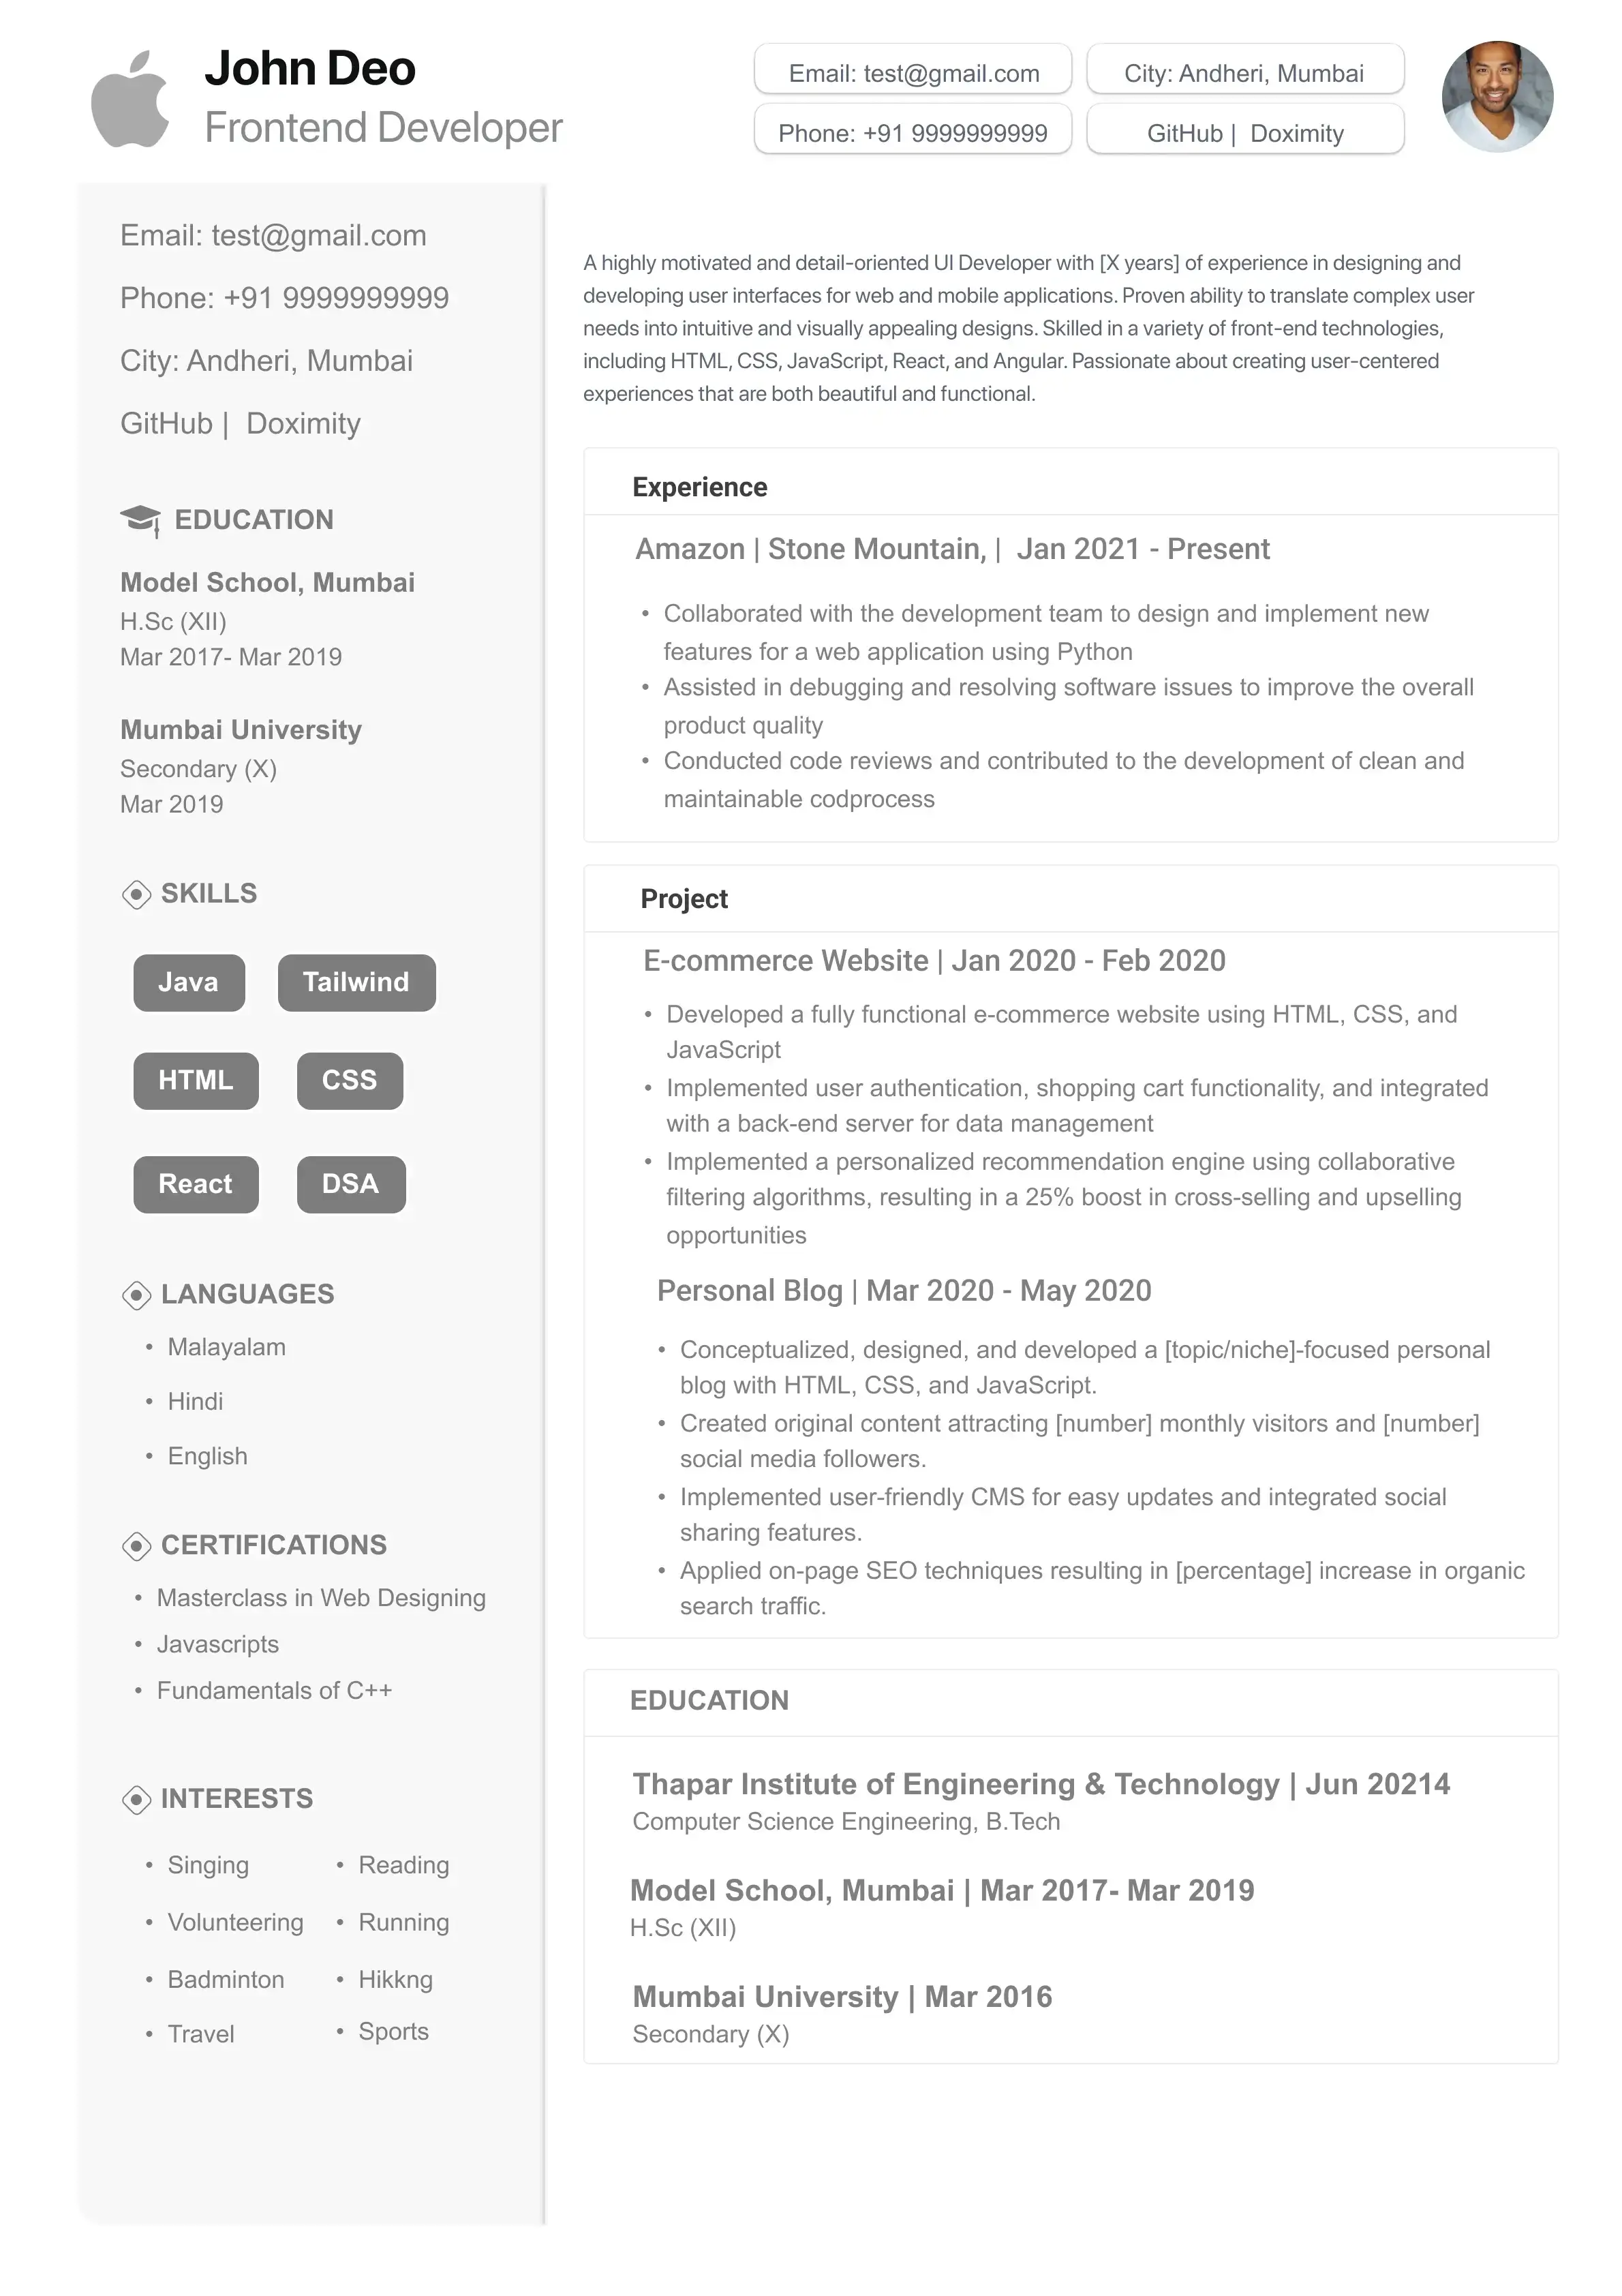 John Deo
Frontend Developer
Email: test@gmail.com
City: Andheri, Mumbai
Phone: +91 9999999999
GitHub | Doximity
Email: test@gmail.com
Phone: +91 9999999999
City: Andheri, Mumbai
GitHub | Doximity
EDUCATION
Model School, Mumbai
H.Sc (XII)
Mar 2017- Mar 2019
Mumbai University
Secondary (X)
Mar 2019
SKILLS
Java
Tailwind
HTML
CSS
React
DSA
LANGUAGES
• Malayalam
• Hindi
• English
CERTIFICATIONS
• Masterclass in Web Designing
• Javascripts
• Fundamentals of C++
INTERESTS
• Singing
• Reading
• Volunteering
• Running
• Badminton
• Hikkng
• Travel
• Sports
A highly motivated and detail-oriented UI Developer with [X years] of experience in designing and
developing user interfaces for web and mobile applications. Proven ability to translate complex user
needs into intuitive and visually appealing designs. Skilled in a variety of front-end technologies,
including HTML, CSS, JavaScript, React, and Angular. Passionate about creating user-centered
experiences that are both beautiful and functional.
Experience
Amazon | Stone Mountain, | Jan 2021 - Present
• Collaborated with the development team to design and implement new
features for a web application using Python
• Assisted in debugging and resolving software issues to improve the overall
product quality
• Conducted code reviews and contributed to the development of clean and
maintainable codprocess
Project
E-commerce Website | Jan 2020 - Feb 2020
• Developed a fully functional e-commerce website using HTML, CSS, and
JavaScript
• Implemented user authentication, shopping cart functionality, and integrated
with a back-end server for data management
• Implemented a personalized recommendation engine using collaborative
filtering algorithms, resulting in a 25% boost in cross-selling and upselling
opportunities
Personal Blog | Mar 2020 - May 2020
• Conceptualized, designed, and developed a [topic/niche]-focused personal
blog with HTML, CSS, and JavaScript.
• Created original content attracting [number] monthly visitors and [number]
social media followers.
• Implemented user-friendly CMS for easy updates and integrated social
sharing features.
• Applied on-page SEO techniques resulting in [percentage] increase in organic
search traffic.
EDUCATION
Thapar Institute of Engineering & Technology | Jun 20214
Computer Science Engineering, B.Tech
Model School, Mumbai | Mar 2017- Mar 2019
H.Sc (XII)
Mumbai University | Mar 2016
Secondary (X)